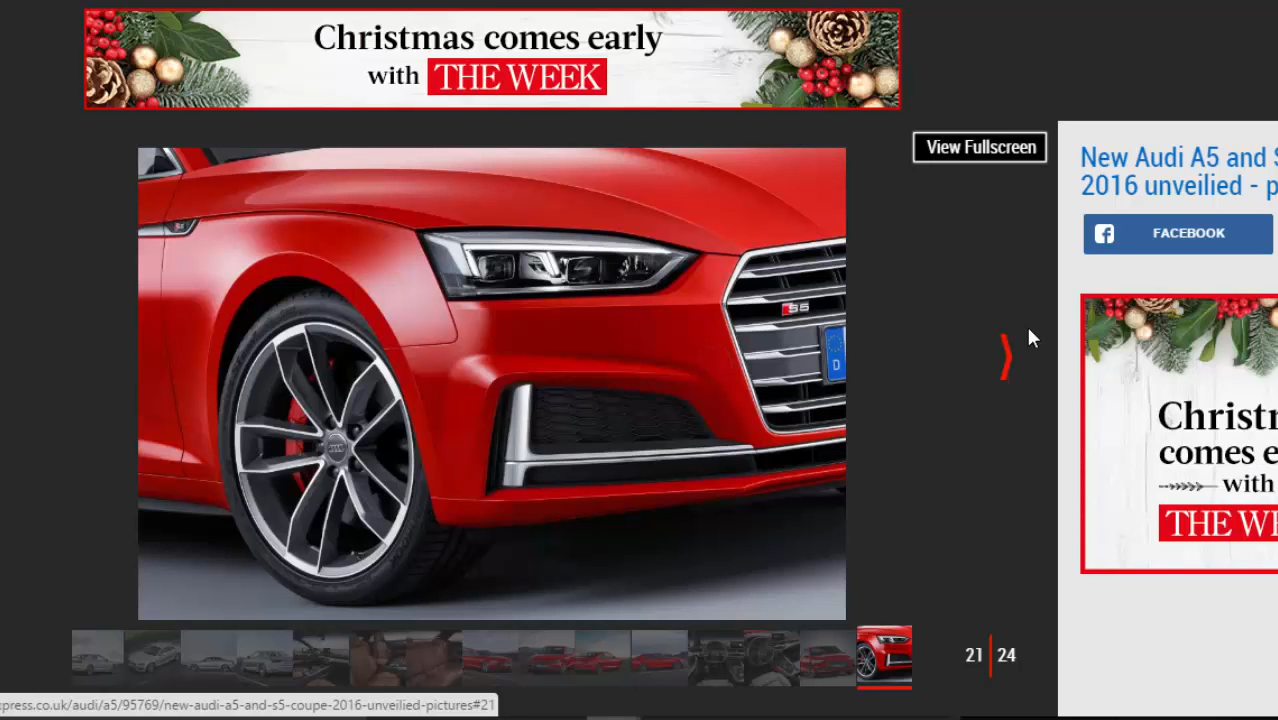 Christmas comes early
with THE WEEK
View Fullscreen
New Audi A5 and S
2016 unveilied - p
FACEBOOK
S5
D
Christm
comes e
with
THE WE
21 24
press.co.uk/audi/a5/95769/new-audi-a5-and-s5-coupe-2016-unveilied-pictures#21